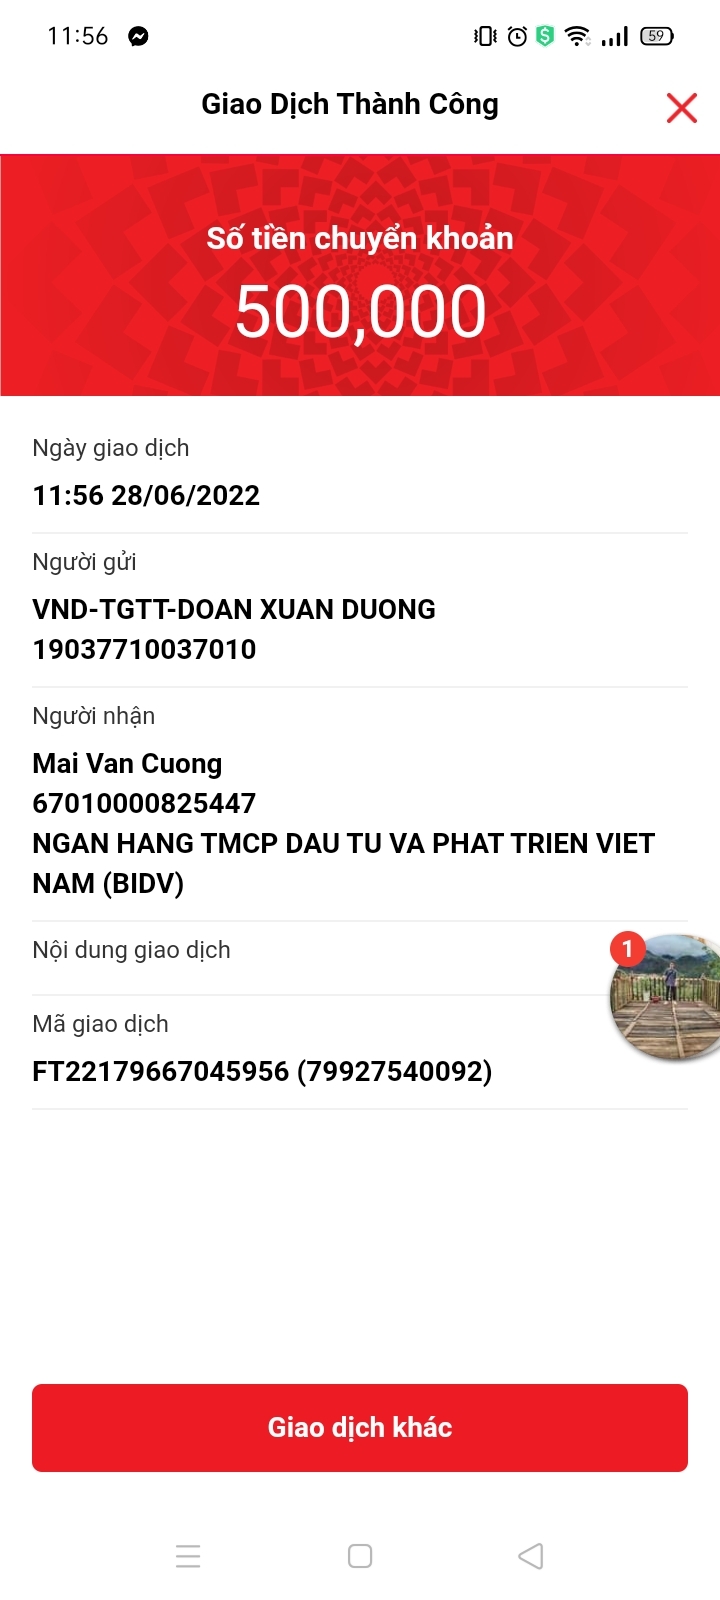 11:56
59
Giao Dịch Thành Công
Số tiền chuyển khoản
500,000
Ngày giao dịch
11:56 28/06/2022
Người gửi
VND-TGTT-DOAN XUAN DUONG
19037710037010
Người nhận
Mai Van Cuong
67010000825447
NGAN HANG TMCP DAU TU VA PHAT TRIEN VIET
NAM (BIDV)
Nội dung giao dịch
1
Mã giao dịch
FT22179667045956 (79927540092)
Giao dịch khác